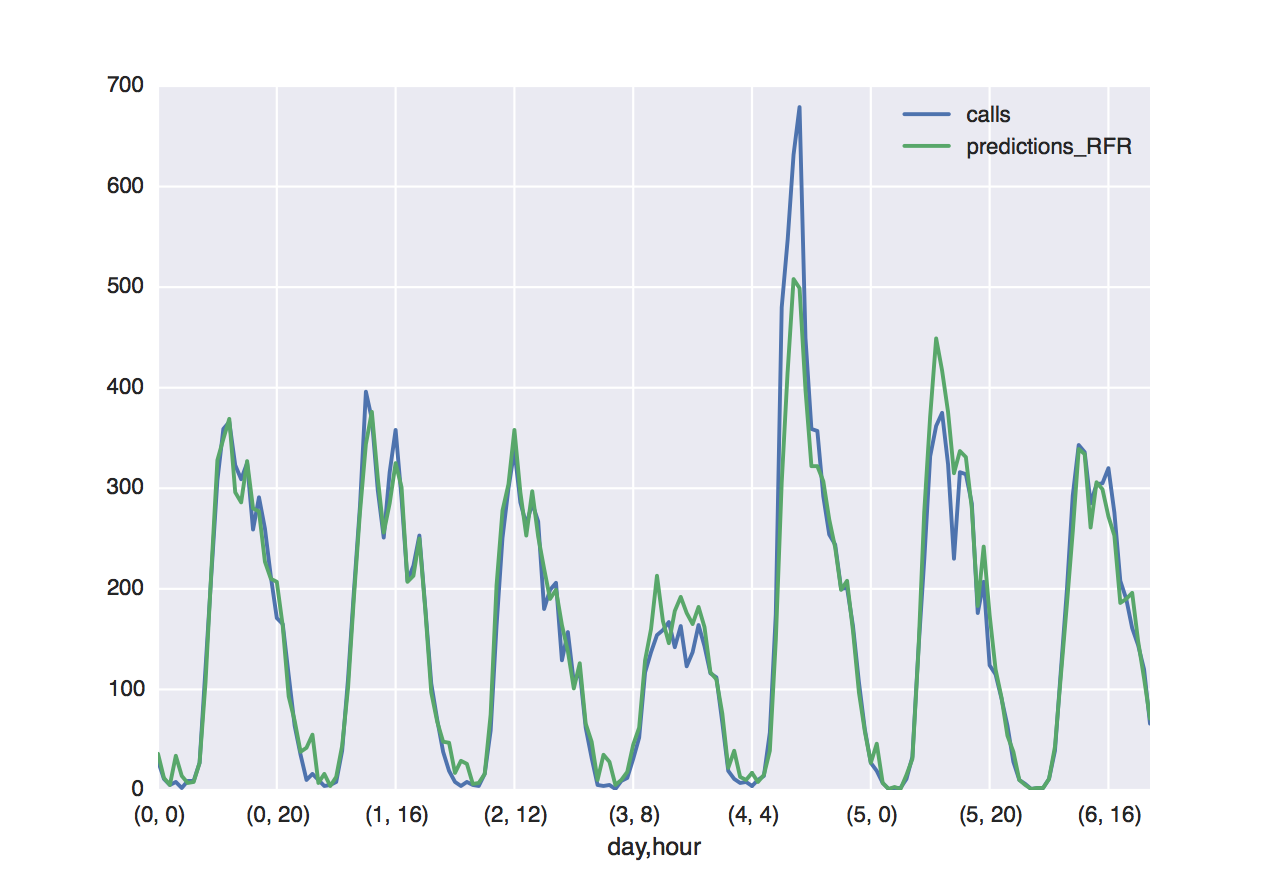 700
600
500
400
300
200
100
0
calls
predictions_RFR
(0, 0) (0, 20) (1, 16) (2, 12) (3, 8) (4, 4) (5, 0) (5, 20) (6, 16)
day,hour